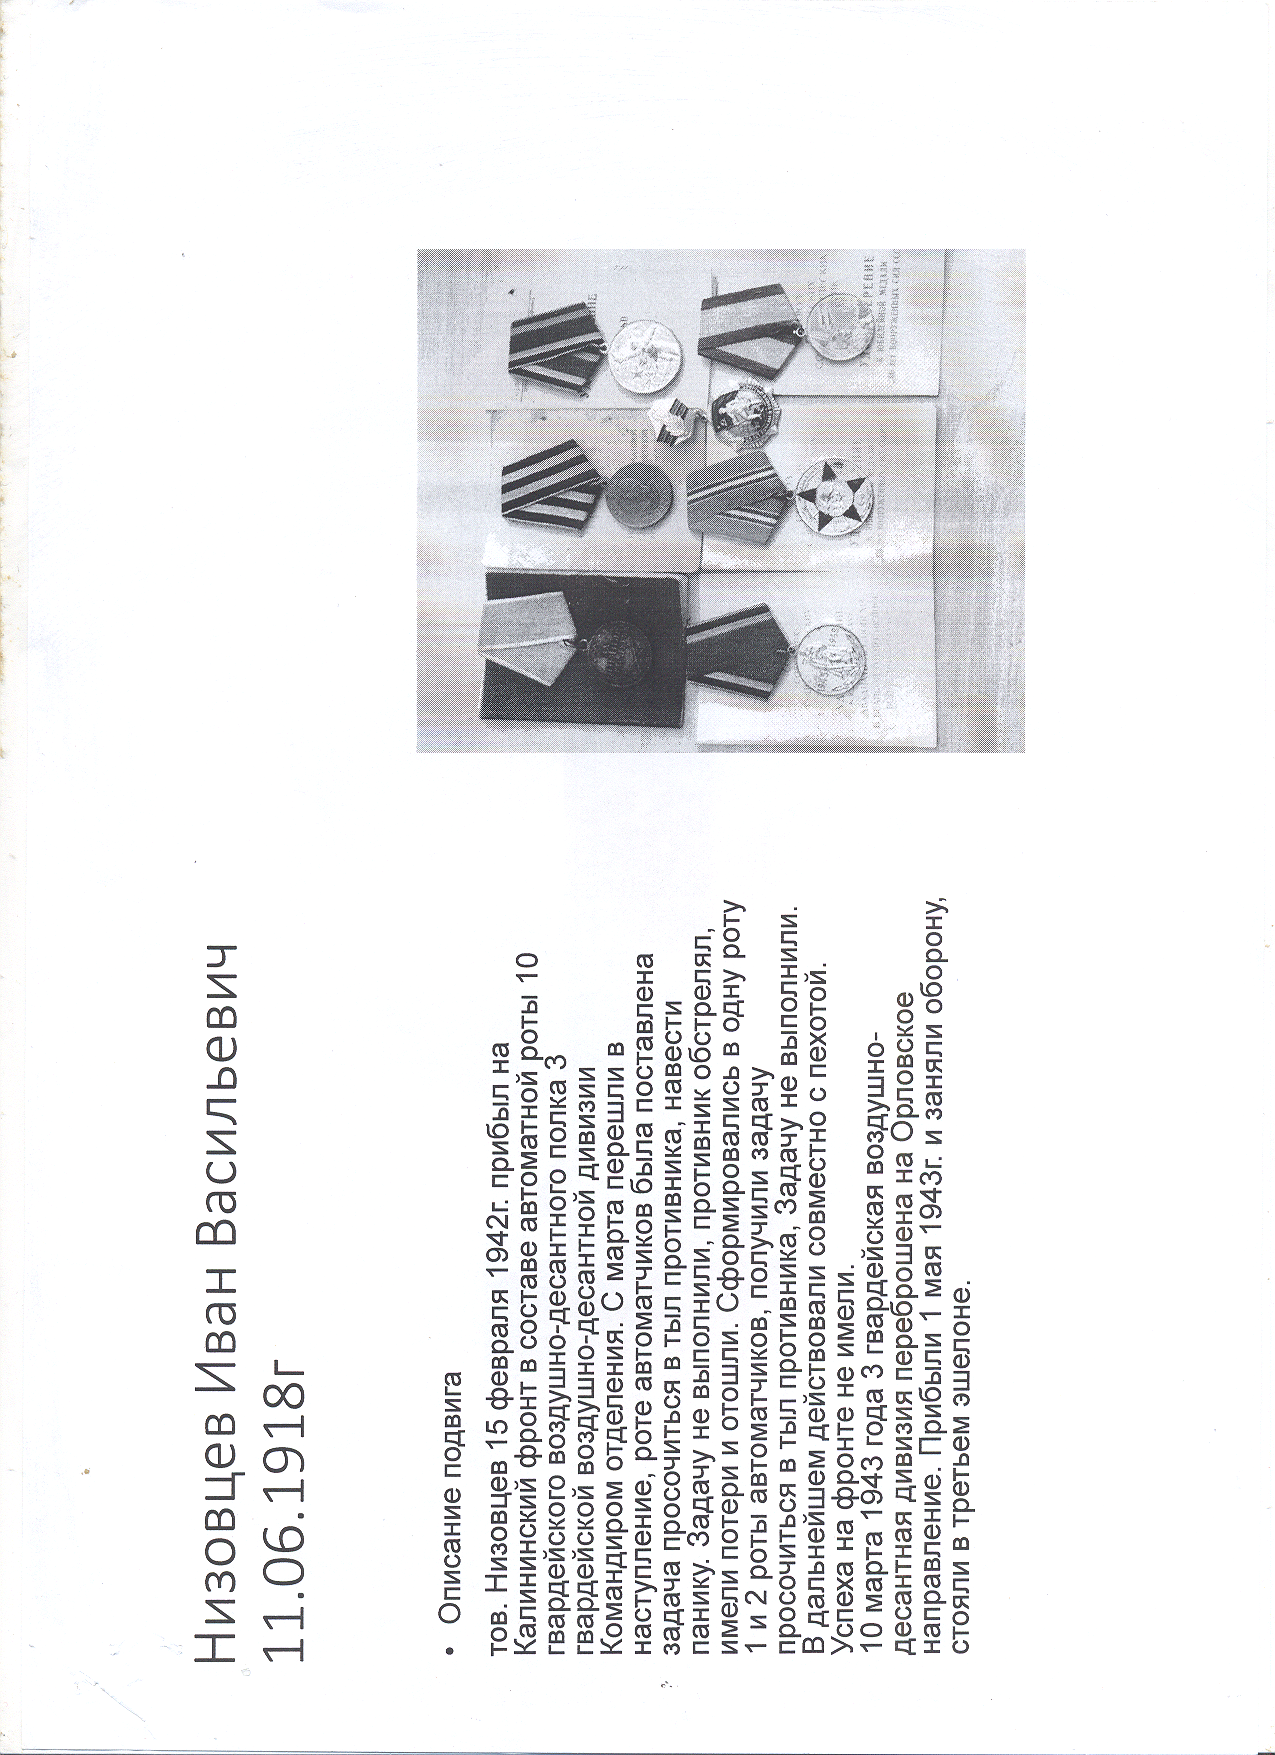 Низовцев Иван Васильевич
11.06.1918г
• Описание подвига
тов. Низовцев 15 февраля 1942г. прибыл на
Калининский фронт в составе автоматной роты 10
гвардейского воздушно-десантного полка 3
гвардейской воздушно-десантной дивизии
Командиром отделения. С марта перешли в
наступление, роте автоматчиков была поставлена
задача просочиться в тыл противника, навести
панику. Задачу не выполнили, противник обстрелял,
имели потери и отошли. Сформировались в одну роту
1 и 2 роты автоматчиков, получили задачу
просочиться в тыл противника, Задачу не выполнили.
В дальнейшем действовали совместно с пехотой.
Успеха на фронте не имели.
10 марта 1943 года 3 гвардейская воздушно-
десантная дивизия переброшена на Орловское
направление. Прибыли 1 мая 1943г. и заняли оборону,
стояли в третьем эшелоне.